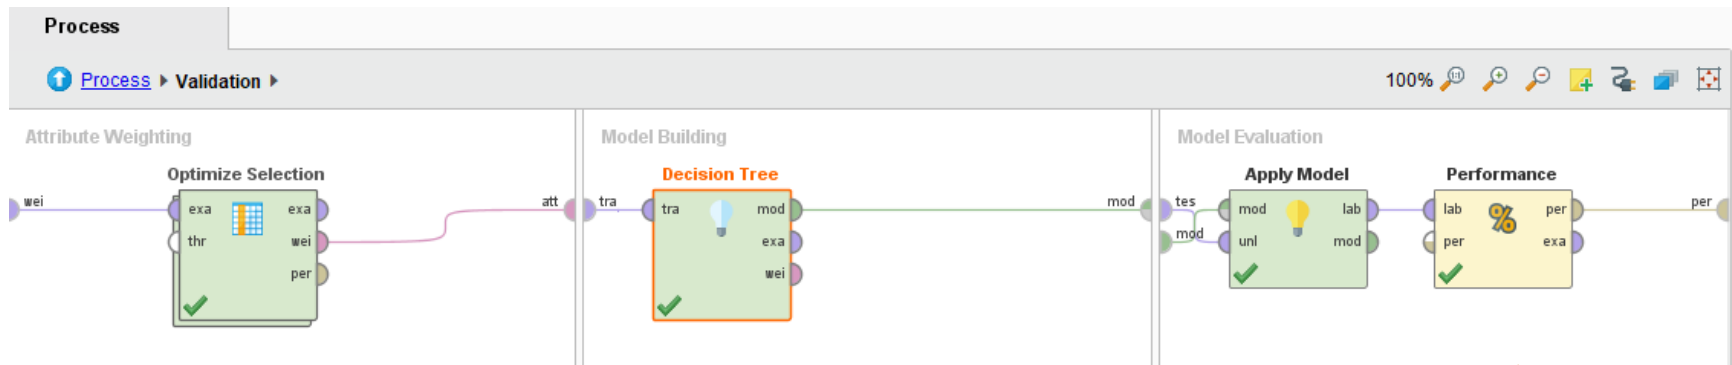 Process
Process Validation
100%
Attribute Weighting
Model Building
Model Evaluation
Optimize Selection
Decision Tree
Apply Model
Performance
wei
exa
exa
thr
wei
per
att
tra
tra
mod
exa
wei
mod
tes
mod
mod
lab
unl
mod
lab
per
%
per
exa
per